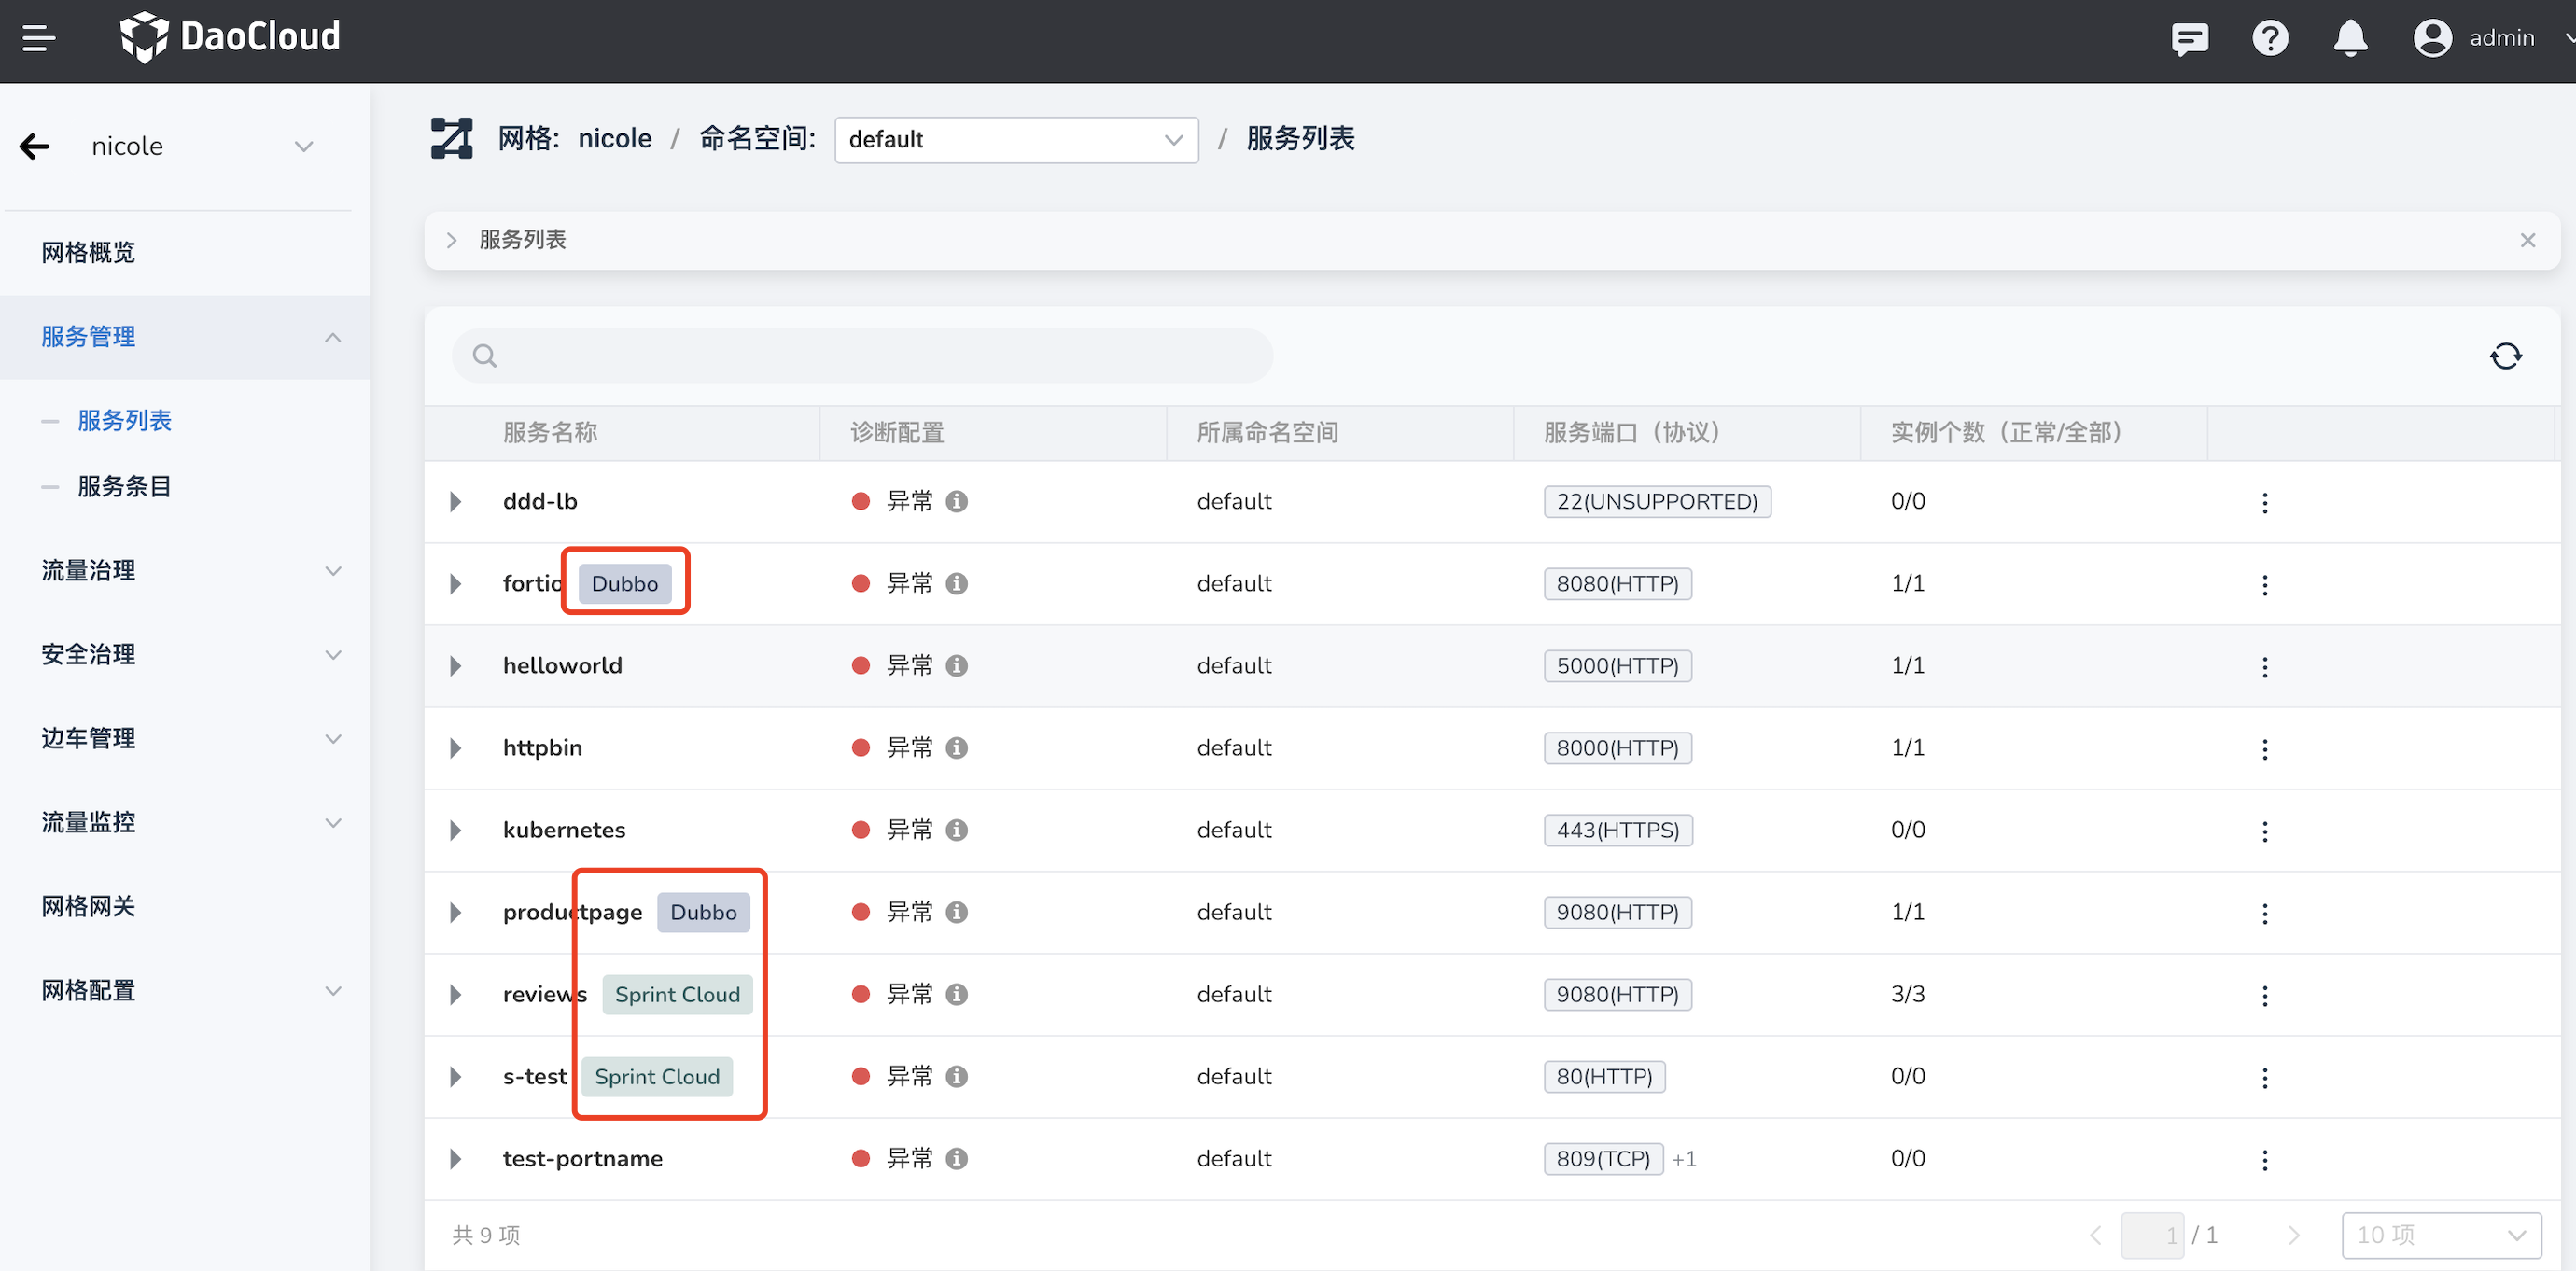 DaoCloud
admin
nicole
网格: nicole / 命名空间: default / 服务列表
网格概览
服务管理
服务列表
服务条目
流量治理
安全治理
边车管理
流量监控
网格网关
网格配置
服务列表
服务名称 诊断配置 所属命名空间 服务端口（协议） 实例个数（正常/全部）
ddd-lb 异常 default 22(UNSUPPORTED) 0/0
fortio Dubbo 异常 default 8080(HTTP) 1/1
helloworld 异常 default 5000(HTTP) 1/1
httpbin 异常 default 8000(HTTP) 1/1
kubernetes 异常 default 443(HTTPS) 0/0
productpage Dubbo 异常 default 9080(HTTP) 1/1
reviews Sprint Cloud 异常 default 9080(HTTP) 3/3
s-test Sprint Cloud 异常 default 80(HTTP) 0/0
test-portname 异常 default 809(TCP) +1 0/0
共 9 项 1 / 1 10 项